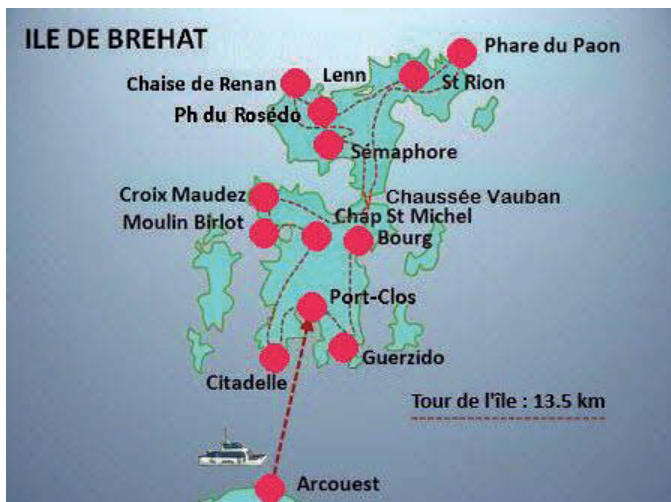 ILE DE BREHAT
Phare du Paon
Lenn
Chaise de Renan
St Rion
Ph du Rosédo
Sémaphore
Croix Maudez
Chaussée Vauban
Chap St Michel
Moulin Birlot
Bourg
Port-Clos
Guerzido
Citadelle
Tour de l'île : 13.5 km
Arcouest